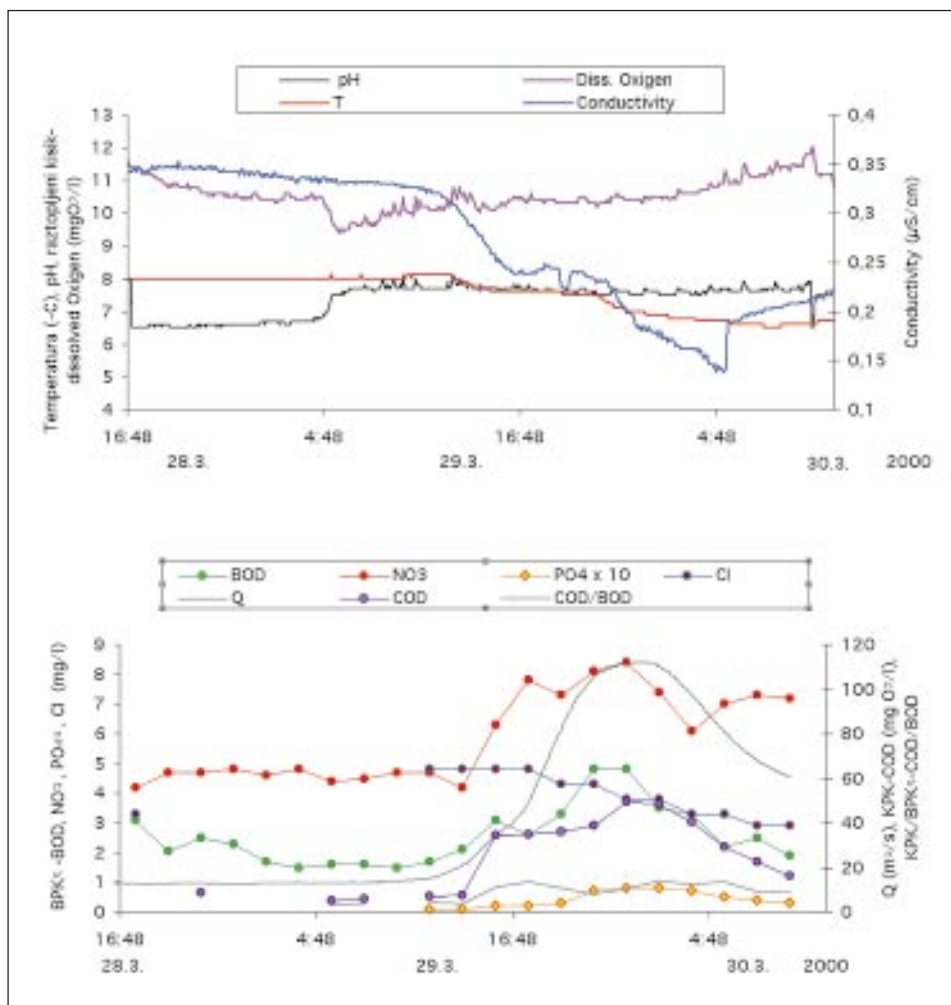 pH Diss. Oxigen
T Conductivity
13 0,4
12
11 0,35
10 0,3
9 0,25
8
7 0,2
6 0,15
5
4 0,1
Temperatura (-C), pH, raztopljeni kisik-
dissolved Oxigen (mgO²/l)
Conductivity (µS/cm)
16:48 4:48 16:48 4:48
28.3. 29.3. 30.3. 2000
BOD NO3 PO4 x 10 Cl
Q COD COD/BOD
9 120
8 100
7
6 80
5 60
4
3 40
2 20
1
0 0
-BOD, Cl (mg/l)
KPK-COD
-COD/BOD
16:48 4:48 16:48 4:48
28.3. 29.3. 30.3. 2000